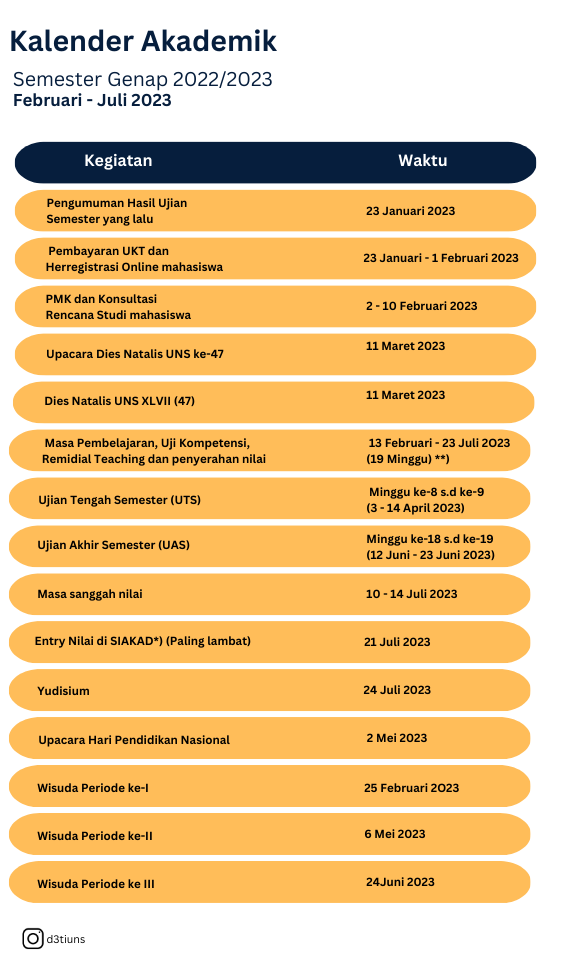 Kalender Akademik
Semester Genap 2022/2023
Februari - Juli 2023
Kegiatan Waktu
Pengumuman Hasil Ujian
Semester yang lalu
23 Januari 2023
Pembayaran UKT dan
Herregistrasi Online mahasiswa
23 Januari - 1 Februari 2023
PMK dan Konsultasi
Rencana Studi mahasiswa
2 - 10 Februari 2023
Upacara Dies Natalis UNS ke-47
11 Maret 2023
Dies Natalis UNS XLVII (47)
11 Maret 2023
Masa Pembelajaran, Uji Kompetensi,
Remidial Teaching dan penyerahan nilai
13 Februari - 23 Juli 2023
(19 Minggu) **)
Ujian Tengah Semester (UTS)
Minggu ke-8 s.d ke-9
(3 - 14 April 2023)
Ujian Akhir Semester (UAS)
Minggu ke-18 s.d ke-19
(12 Juni - 23 Juni 2023)
Masa sanggah nilai
10 - 14 Juli 2023
Entry Nilai di SIAKAD*) (Paling lambat)
21 Juli 2023
Yudisium
24 Juli 2023
Upacara Hari Pendidikan Nasional
2 Mei 2023
Wisuda Periode ke-I
25 Februari 2023
Wisuda Periode ke-II
6 Mei 2023
Wisuda Periode ke III
24Juni 2023
d3tiuns